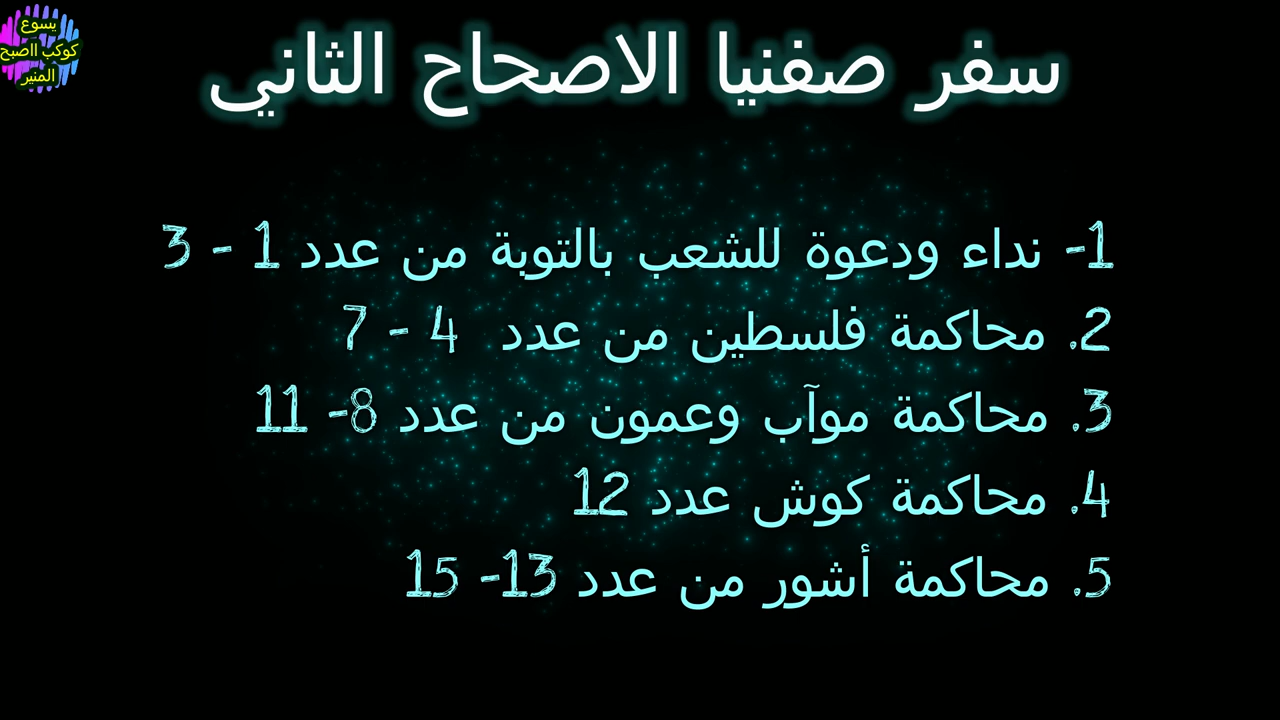 يسوع
كوكب ااصبح
المنير
سفر صفنيا الاصحاح الثاني
1- نداء ودعوة للشعب بالتوبة من عدد 1 - 3
2. محاكمة فلسطين من عدد 4 - 7
3. محاكمة موآب وعمون من عدد 8- 11
4. محاكمة كوش عدد 12
5. محاكمة أشور من عدد 13- 15